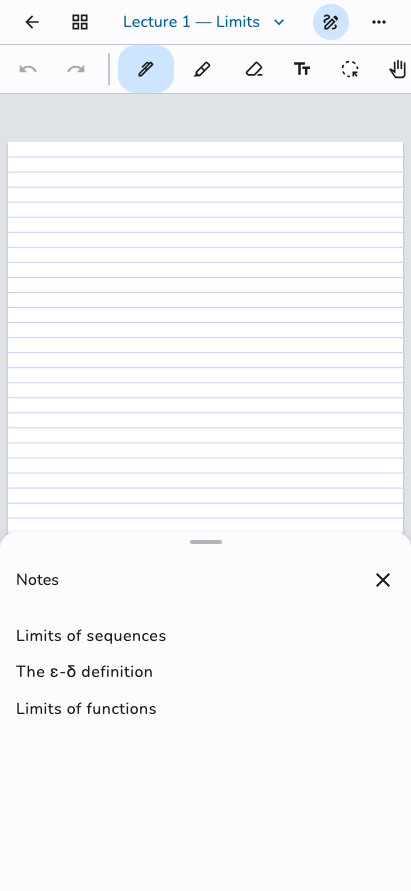 Lecture 1 — Limits
Notes
Limits of sequences
The ε-δ definition
Limits of functions